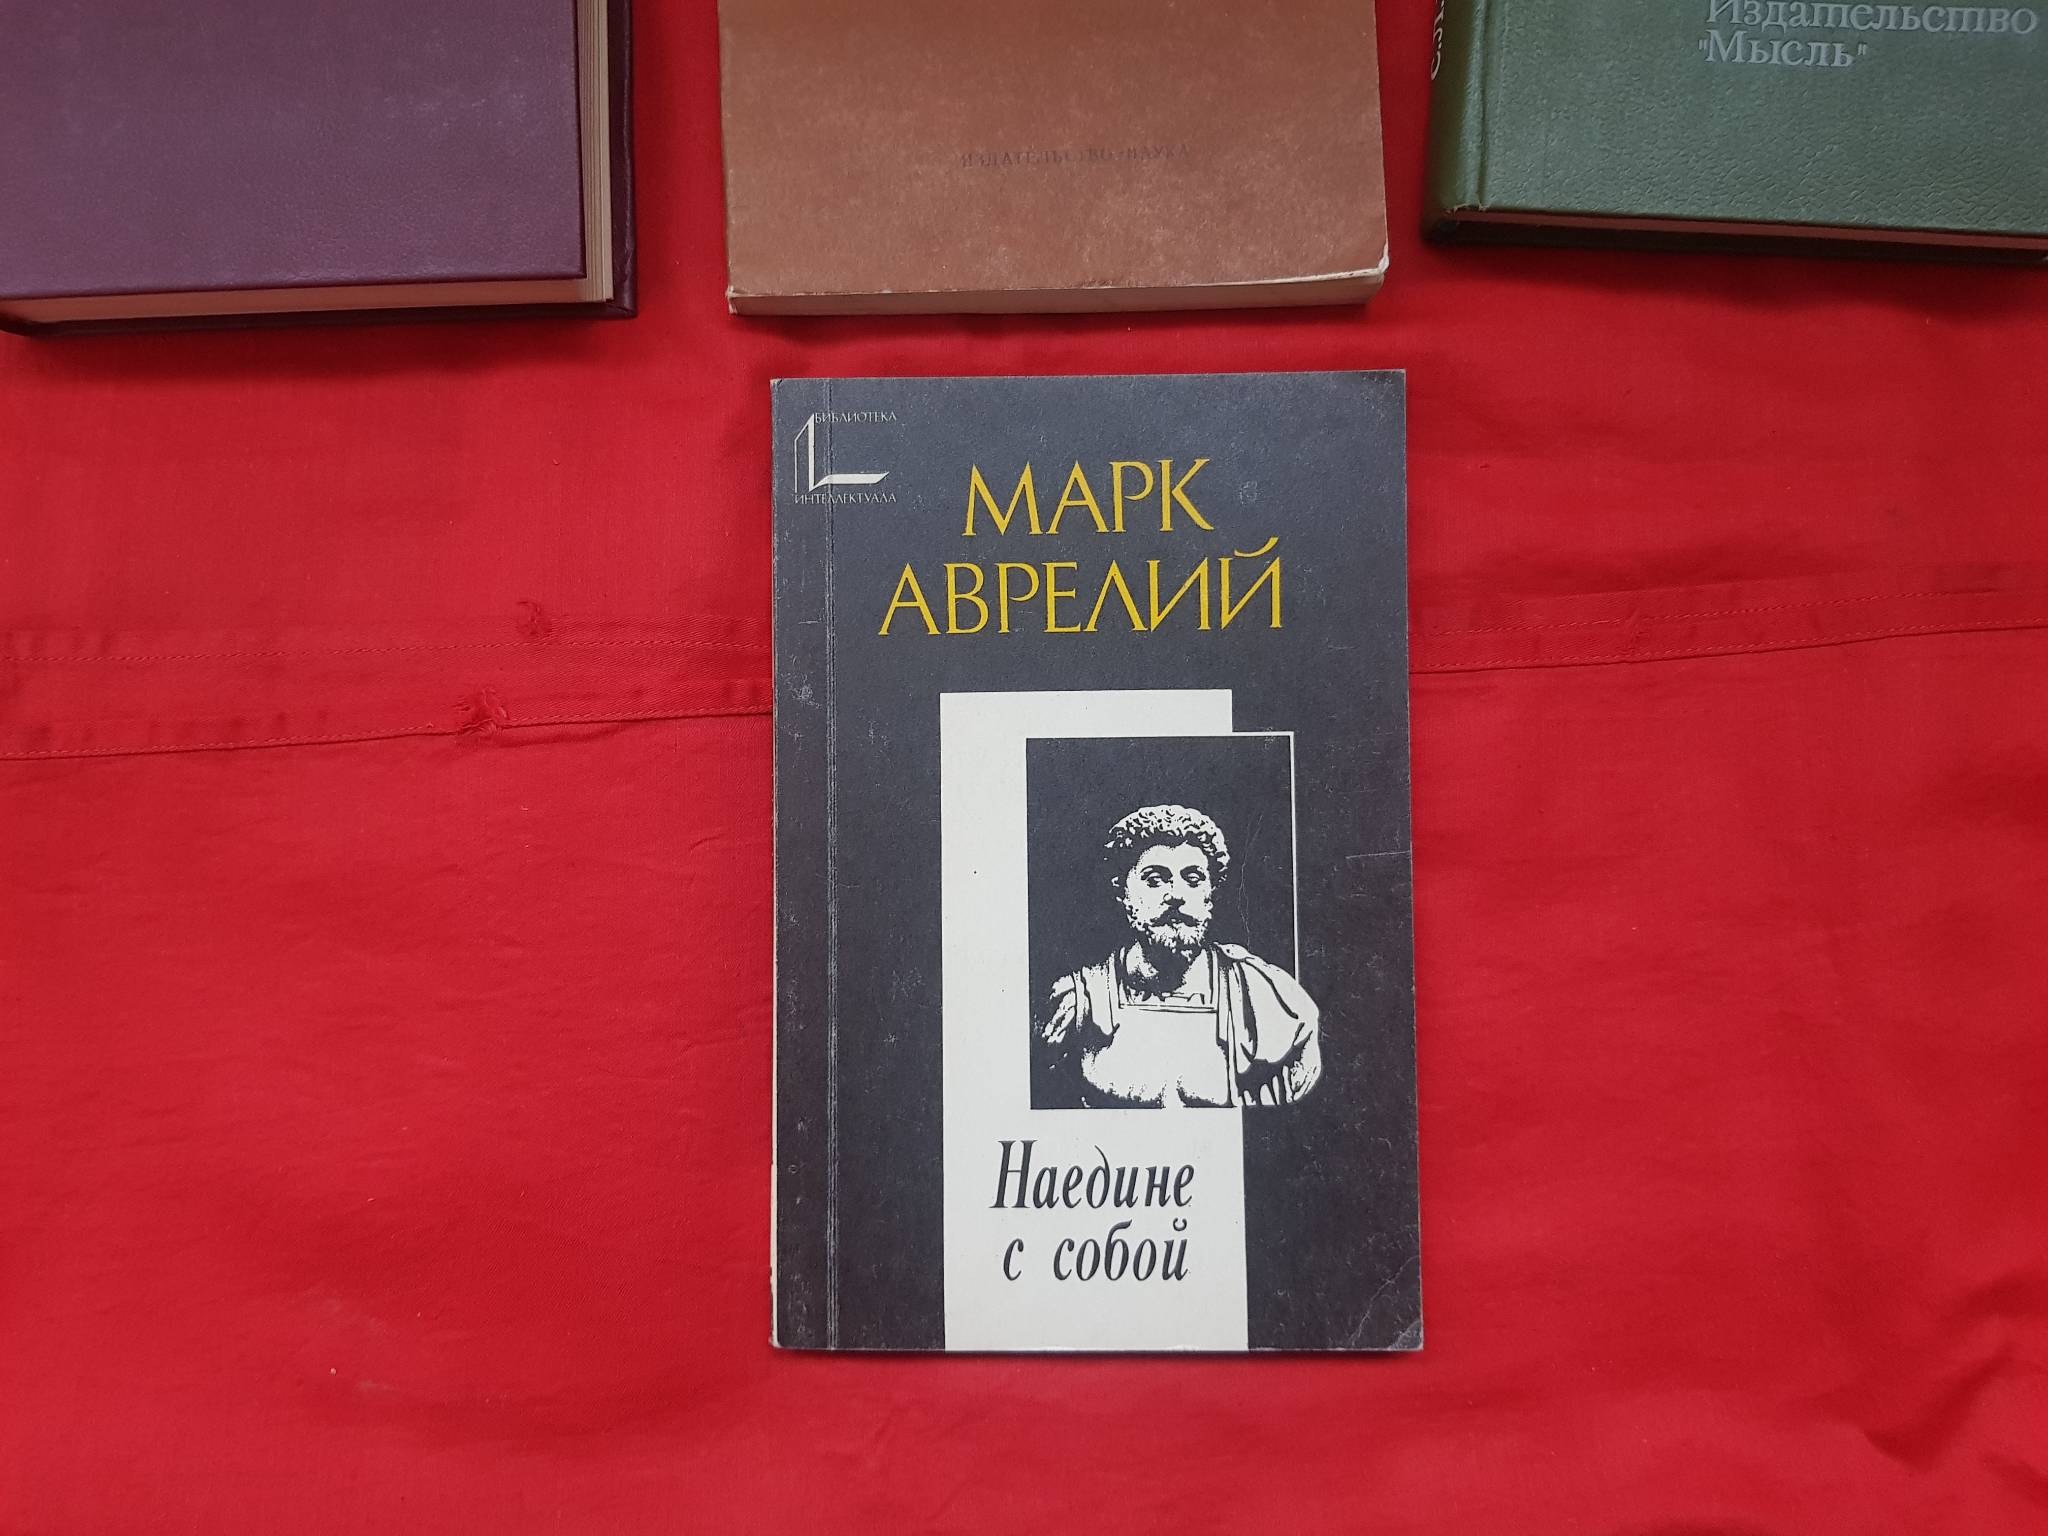 Издательство
"Мысль"
ИЗДАТЕЛЬСТВО «НАУКА
БИБЛИОТЕКА
ИНТЕЛЛЕКТУАЛА
МАРК
АВРЕЛИЙ
Наедине
с собой